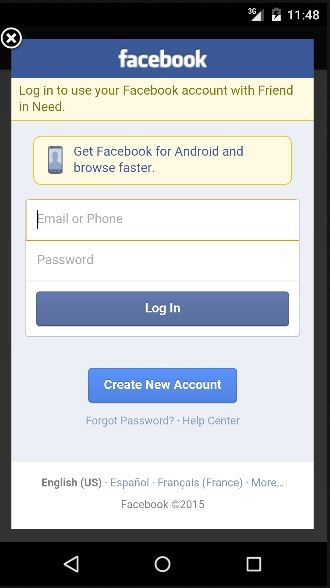 3G 11:48
facebook
Log in to use your Facebook account with Friend
in Need.
Get Facebook for Android and
browse faster.
Email or Phone
Password
Log In
Create New Account
Forgot Password? · Help Center
English (US) · Español · Français (France) · More…
Facebook ©2015